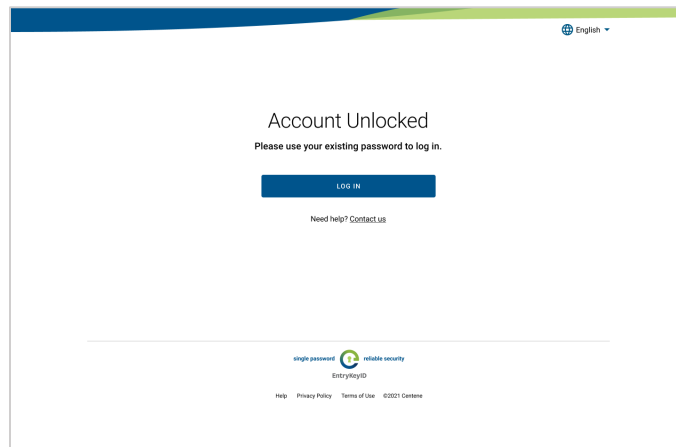 English
Account Unlocked
Please use your existing password to log in.
LOG IN
Need help? Contact us
single password reliable security
EntryKeyID
Help Privacy Policy Terms of Use ©2021 Centene